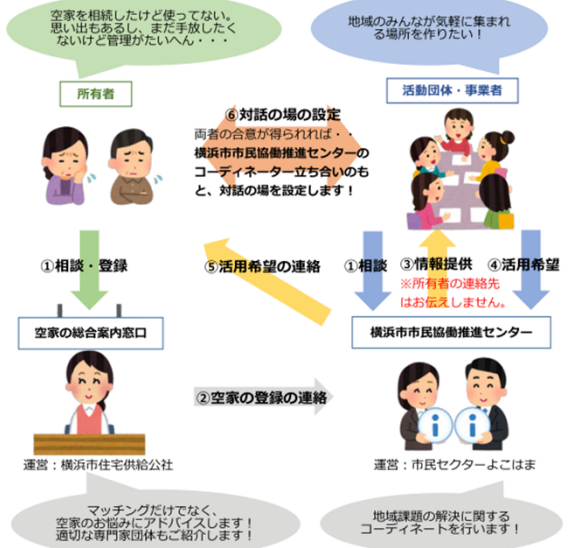 空家を相続したけど使ってない。
思い出もあるし、まだ手放したく
ないけど管理がたいへん・・・
地域のみんなが気軽に集まれ
る場所を作りたい！
所有者
活動団体・事業者
⑥対話の場の設定
両者の合意が得られれば・・
横浜市市民協働推進センターの
コーディネーター立ち合いのも
と、対話の場を設定します！
①相談・登録
⑤活用希望の連絡
①相談
③情報提供
④活用希望
※所有者の連絡先
はお伝えしません。
空家の総合案内窓口
横浜市市民協働推進センター
②空家の登録の連絡
運営：横浜市住宅供給公社
運営：市民セクターよこはま
マッチングだけでなく、
空家のお悩みにアドバイスします！
適切な専門家団体もご紹介します！
地域課題の解決に関する
コーディネートを行います！